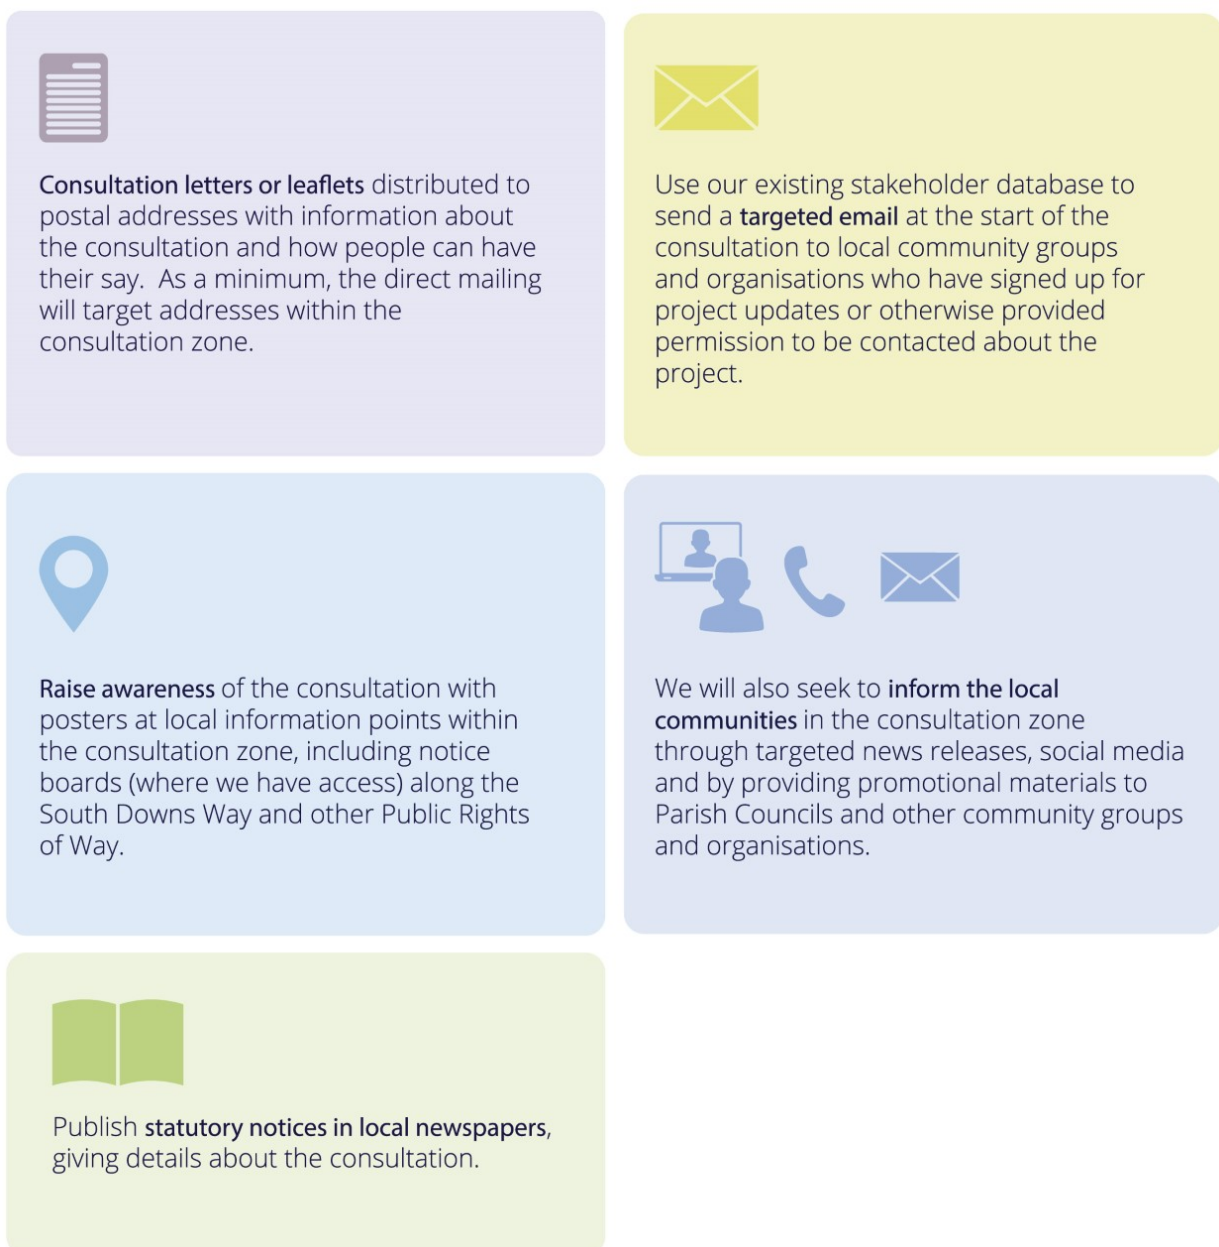 Consultation letters or leaflets distributed to
postal addresses with information about
the consultation and how people can have
their say.  As a minimum, the direct mailing
will target addresses within the
consultation zone.
Use our existing stakeholder database to
send a targeted email at the start of the
consultation to local community groups
and organisations who have signed up for
project updates or otherwise provided
permission to be contacted about the
project.
Raise awareness of the consultation with
posters at local information points within
the consultation zone, including notice
boards (where we have access) along the
South Downs Way and other Public Rights
of Way.
We will also seek to inform the local
communities in the consultation zone
through targeted news releases, social media
and by providing promotional materials to
Parish Councils and other community groups
and organisations.
Publish statutory notices in local newspapers,
giving details about the consultation.